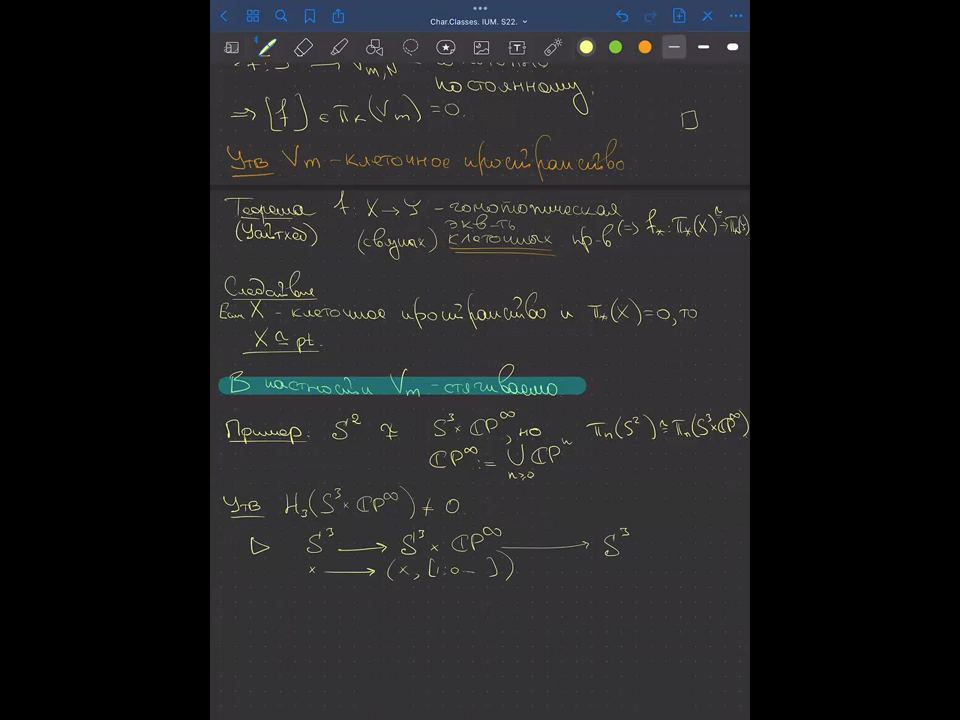 Char.Classes. IUM. S22.
постоянному.
⇒ [f] ∈ π_k(V_m) = 0. □
Утв V_m - клеточное пространство
Теорема f: X → Y - гомотопическая
экв-ть
(Уайтхед) (связных) клеточных пр-в (⇒ f_*: π_*(X) ≅→ π_*(Y)
Следствие
Если X - клеточное пространство и π_*(X) = 0, то
X ≅ pt.
В частности V_m - стягиваемо
Пример. S² ≄ S³ × ℂP^∞, но π_n(S²) ≅ π_n(S³×ℂP^∞)
ℂP^∞ := ⋃ ℂPⁿ
n≥0
Утв H₃(S³ × ℂP^∞) ≠ 0.
▷ S³ → S³ × ℂP^∞ → S³
x → (x, [1:0— ])